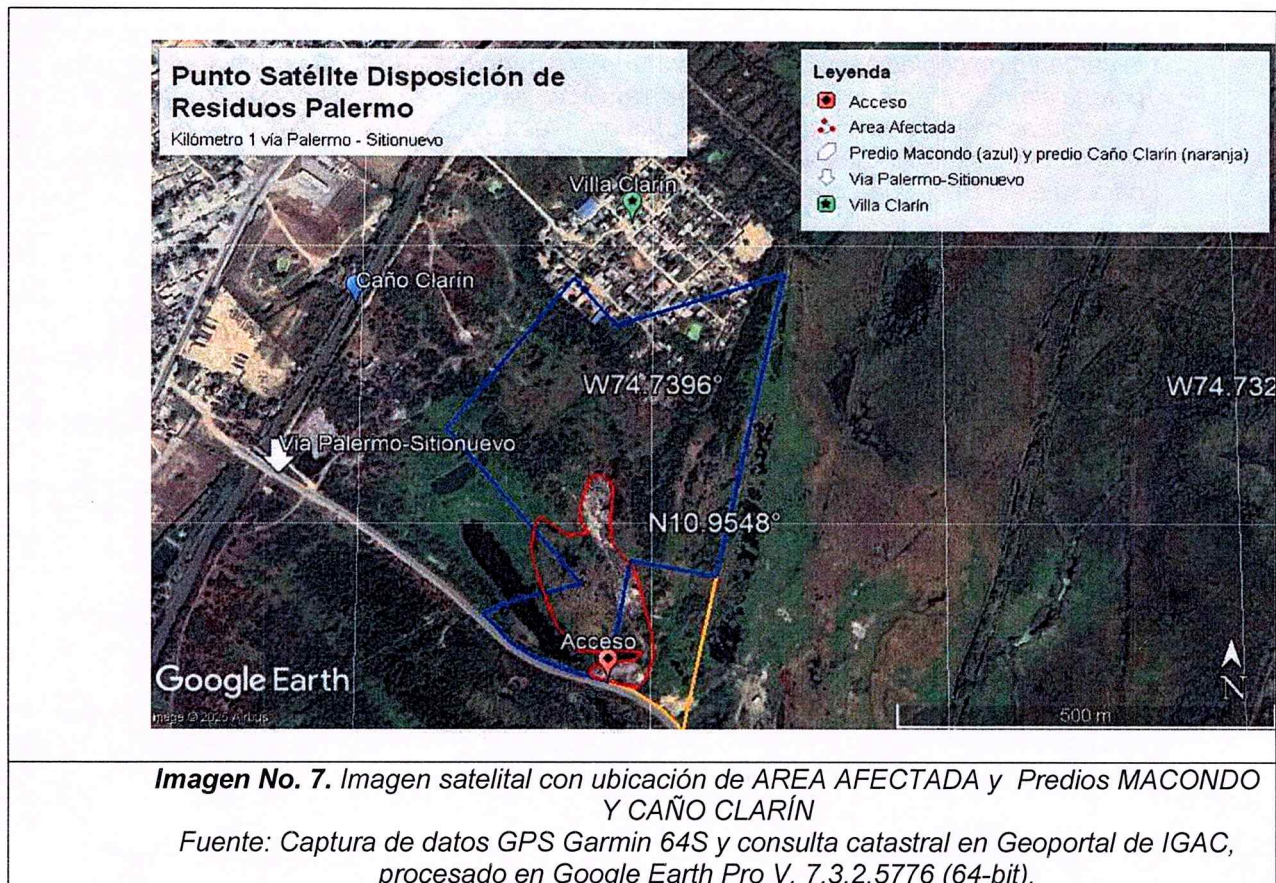 Punto Satélite Disposición de
Residuos Palermo
Kilómetro 1 vía Palermo - Sitionuevo
Leyenda
Acceso
Area Afectada
Predio Macondo (azul) y predio Caño Clarín (naranja)
Via Palermo-Sitionuevo
Villa Clarín
Villa Clarín
Caño Clarín
W74.7396°
W74.732
Via Palermo-Sitionuevo
N10.9548°
Acceso
Google Earth
Image © 2025 Airbus
N
500 m
Imagen No. 7. Imagen satelital con ubicación de AREA AFECTADA y Predios MACONDO
Y CAÑO CLARÍN
Fuente: Captura de datos GPS Garmin 64S y consulta catastral en Geoportal de IGAC,
procesado en Google Earth Pro V. 7.3.2.5776 (64-bit).